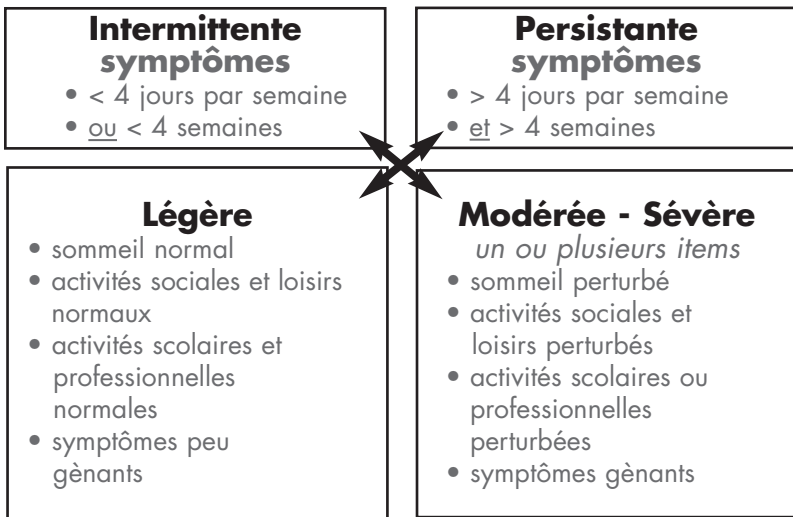 Intermittente
symptômes
• < 4 jours par semaine
• ou < 4 semaines
Persistante
symptômes
• > 4 jours par semaine
• et > 4 semaines
Légère
• sommeil normal
• activités sociales et loisirs
normaux
• activités scolaires et
professionnelles
normales
• symptômes peu
gènants
Modérée - Sévère
un ou plusieurs items
• sommeil perturbé
• activités sociales et
loisirs perturbés
• activités scolaires ou
professionnelles
perturbées
• symptômes gènants